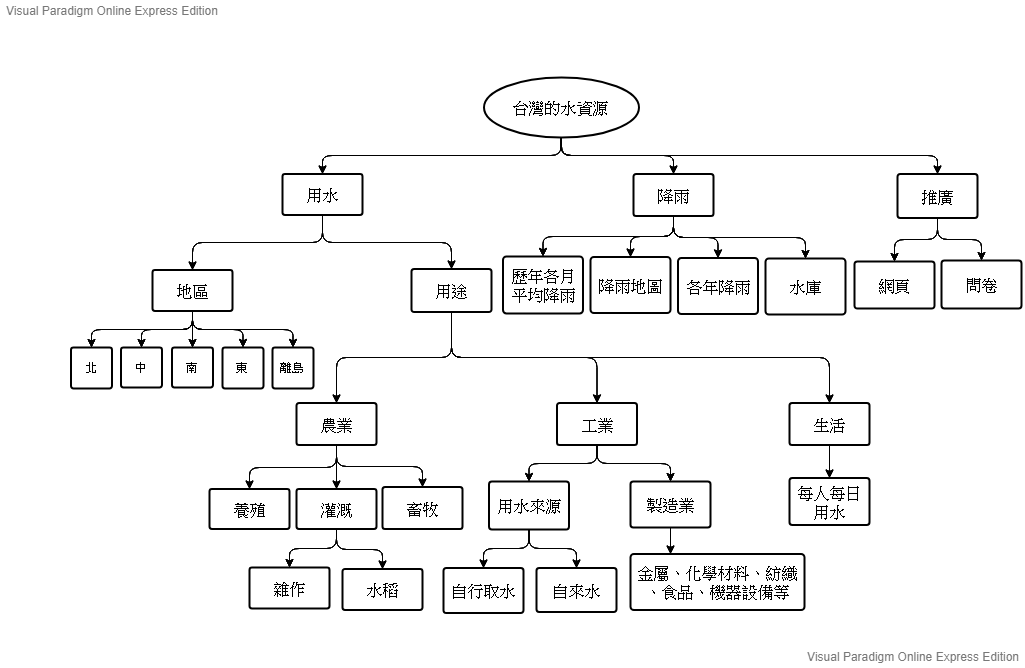 Visual Paradigm Online Express Edition
台灣的水資源
用水
降雨
推廣
地區
用途
歷年各月
平均降雨
降雨地圖
各年降雨
水庫
網頁
問卷
北
中
南
東
離島
農業
工業
生活
養殖
灌溉
畜牧
用水來源
製造業
每人每日
用水
雜作
水稻
自行取水
自來水
金屬、化學材料、紡織
、食品、機器設備等
Visual Paradigm Online Express Edition